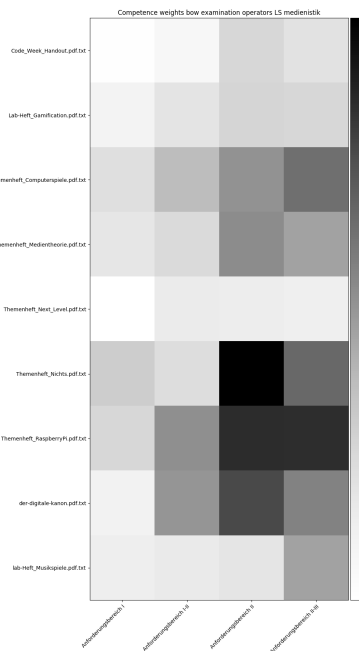 Competence weights bow examination operators LS medienistik
Code_Week_Handout.pdf.txt
Lab-Heft_Gamification.pdf.txt
menheft_Computerspiele.pdf.txt
emenheft_Medientheorie.pdf.txt
Themenheft_Next_Level.pdf.txt
Themenheft_Nichts.pdf.txt
Themenheft_RaspberryPi.pdf.txt
der-digitale-kanon.pdf.txt
lab-Heft_Musikspiele.pdf.txt
Anforderungsbereich I
Anforderungsbereich I-II
Anforderungsbereich II
Anforderungsbereich II-III